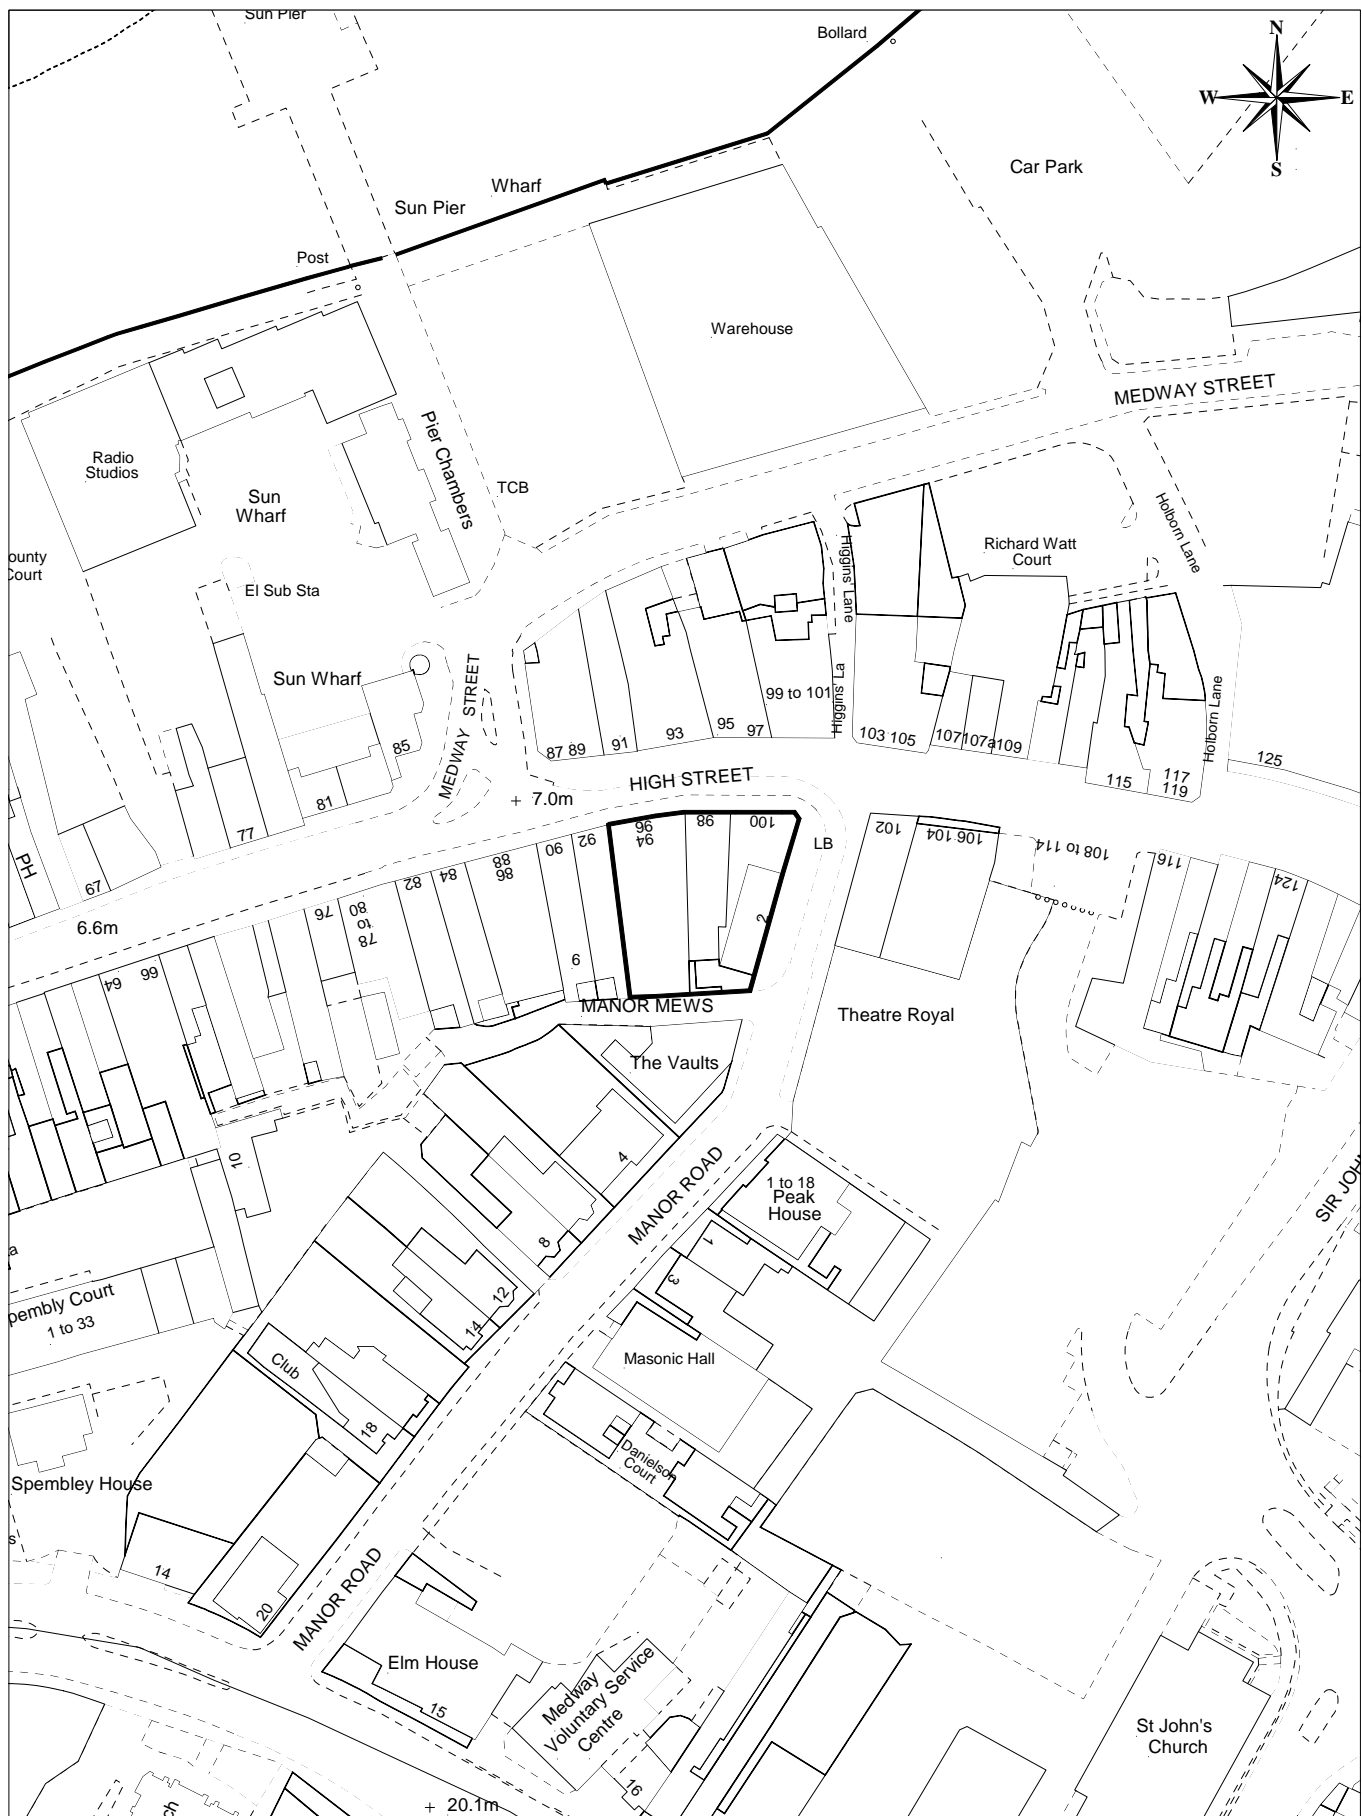 Sun Pier
Bollard
N
W
E
S
Car Park
Wharf
Sun Pier
Post
Warehouse
MEDWAY STREET
Pier Chambers
Radio
Studios
TCB
Sun
Wharf
Holborn Lane
Higgins' Lane
Richard Watt
Court
ounty
Court
El Sub Sta
Sun Wharf
MEDWAY STREET
99 to 101
Higgins' La
Holborn Lane
87 89
91
93
95
97
103 105
107
107a
109
115
117
119
125
85
81
77
67
PH
HIGH STREET
+ 7.0m
6.6m
LB
64
66
76
78
to
80
82
84
86
88
90
92
94
96
98
100
102
104
106
108 to 114
116
124
2
9
MANOR MEWS
Theatre Royal
The Vaults
4
10
MANOR ROAD
1 to 18
Peak
House
SIR JOH
8
1
3
12
14
a
pembly Court
1 to 33
Club
18
Masonic Hall
Danielson
Court
Spembley House
s
14
20
MANOR ROAD
Elm House
15
Medway
Voluntary Service
Centre
16
St John's
Church
ch
+ 20.1m